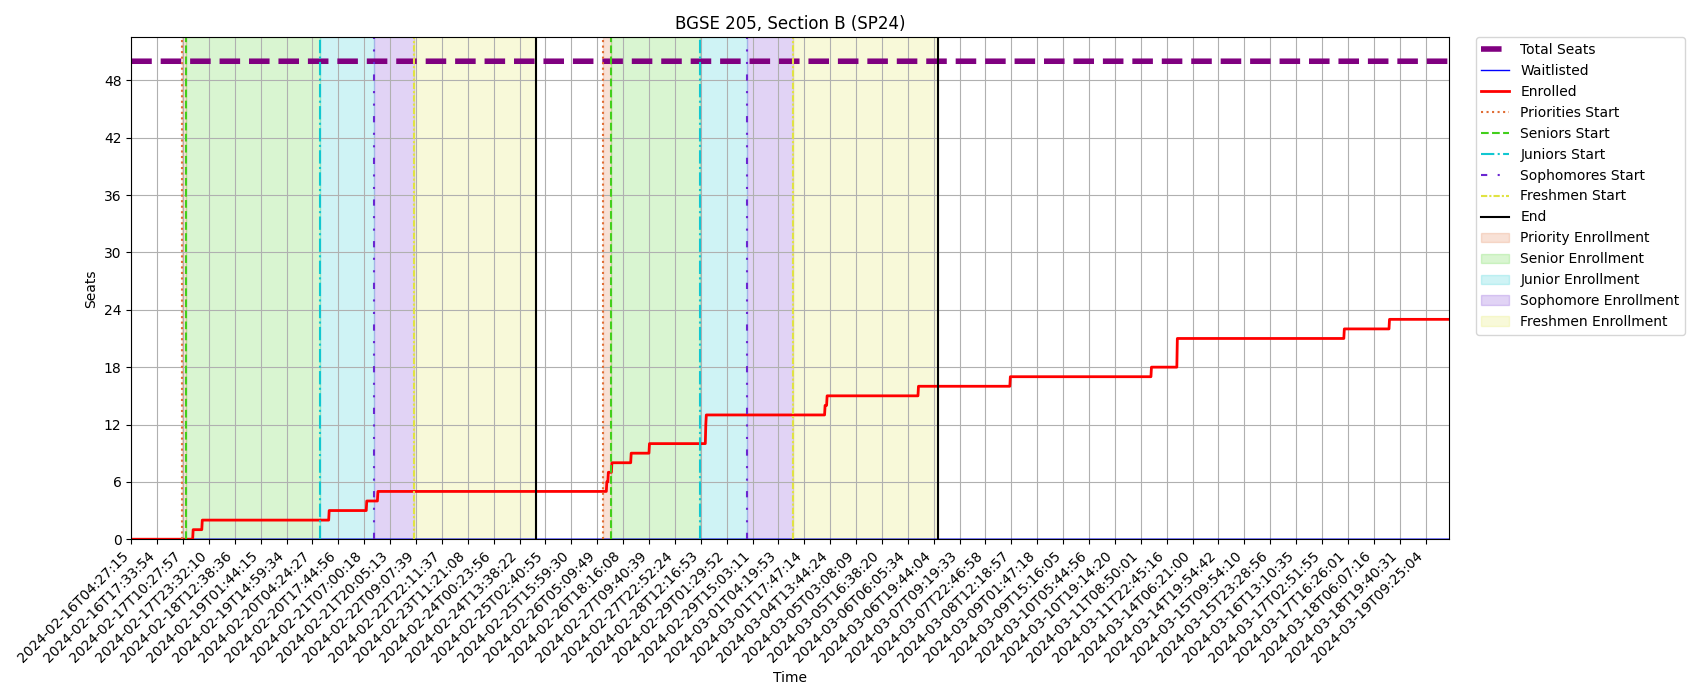 BGSE 205, Section B (SP24)
Seats
48
42
36
30
24
18
12
6
0
2024-02-16T04:27:15
2024-02-16T17:33:54
2024-02-17T10:27:57
2024-02-17T23:32:10
2024-02-18T12:38:36
2024-02-19T01:44:15
2024-02-19T14:59:34
2024-02-20T04:24:27
2024-02-20T17:44:56
2024-02-21T07:00:18
2024-02-21T20:05:13
2024-02-22T09:07:39
2024-02-22T22:11:37
2024-02-23T11:21:08
2024-02-24T00:23:56
2024-02-24T13:38:22
2024-02-25T02:40:55
2024-02-25T15:59:30
2024-02-26T05:09:49
2024-02-26T18:16:08
2024-02-27T09:40:39
2024-02-27T22:52:24
2024-02-28T12:16:53
2024-02-29T01:29:52
2024-02-29T15:03:11
2024-03-01T04:19:53
2024-03-01T17:47:14
2024-03-04T13:44:24
2024-03-05T03:08:09
2024-03-05T16:38:20
2024-03-06T06:05:34
2024-03-06T19:44:04
2024-03-07T09:19:33
2024-03-07T22:46:58
2024-03-08T12:18:57
2024-03-09T01:47:18
2024-03-09T15:16:05
2024-03-10T05:44:56
2024-03-10T19:14:20
2024-03-11T08:50:01
2024-03-11T22:45:16
2024-03-14T06:21:00
2024-03-14T19:54:42
2024-03-15T09:54:10
2024-03-15T23:28:56
2024-03-16T13:10:35
2024-03-17T02:51:55
2024-03-17T16:26:01
2024-03-18T06:07:16
2024-03-18T19:40:31
2024-03-19T09:25:04
Time
Total Seats
Waitlisted
Enrolled
Priorities Start
Seniors Start
Juniors Start
Sophomores Start
Freshmen Start
End
Priority Enrollment
Senior Enrollment
Junior Enrollment
Sophomore Enrollment
Freshmen Enrollment